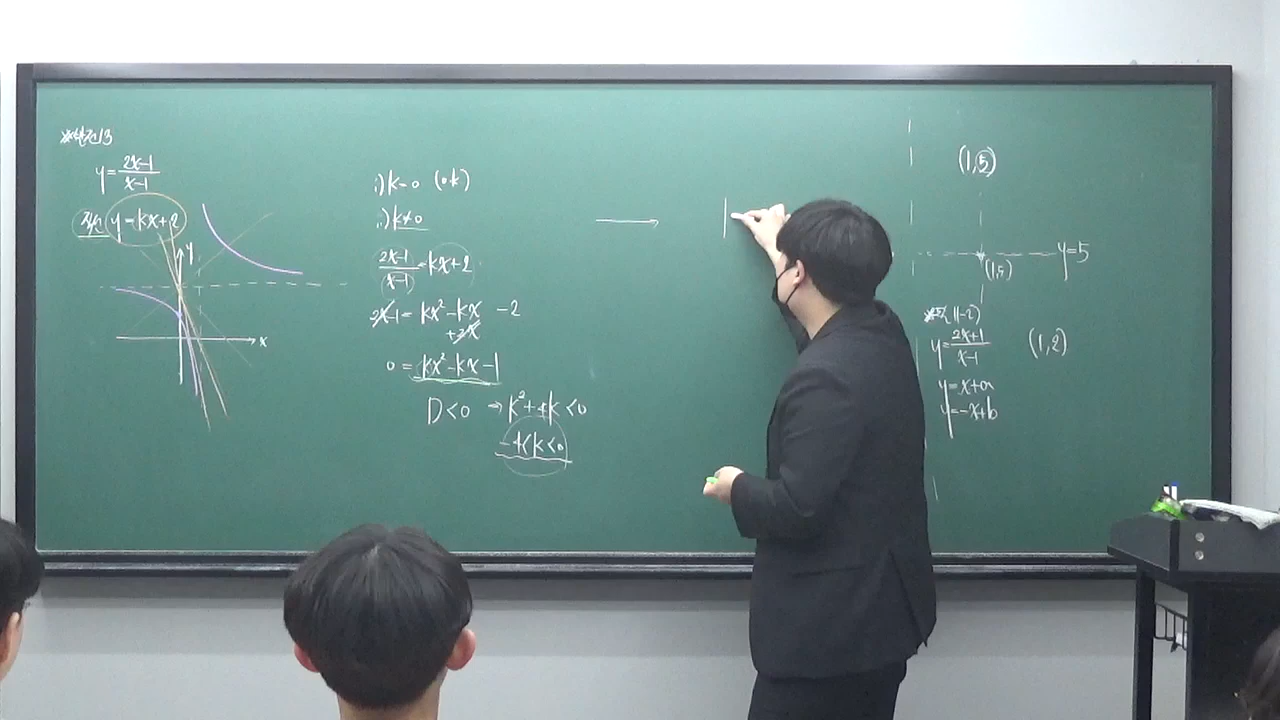 y = (2x-1)/(x-1)
y = kx+2
y
x
i) k=0 (ok)
ii) k≠0
(2x-1)/(x-1) = kx+2
2x-1 = kx²-kx -2
+2x
0 = kx²-kx-1
D<0 → k²+4k<0
-4<k<0
(1,5)
y=5
(1,5)
y = (2x+1)/(x-1) (1,2)
y=x+a
y=-x+b